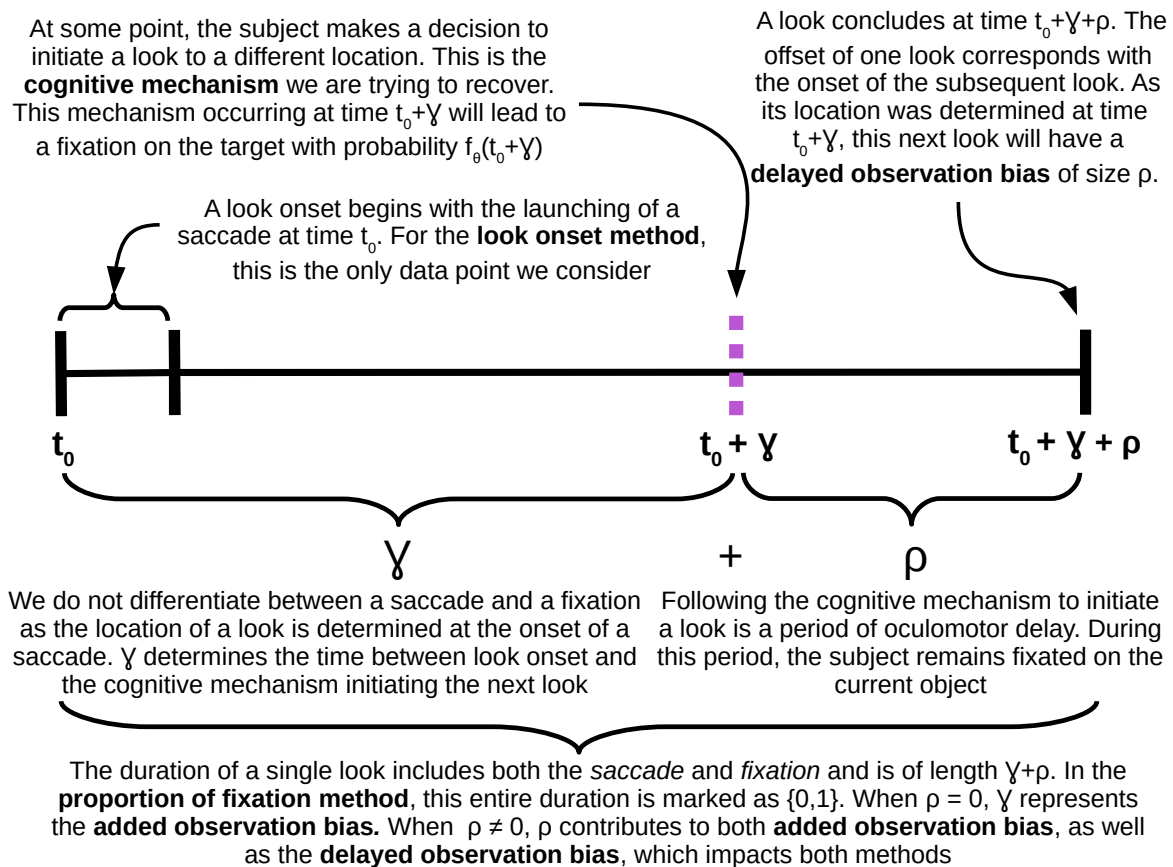 At some point, the subject makes a decision to
initiate a look to a different location. This is the
cognitive mechanism we are trying to recover.
This mechanism occurring at time t₀+Ɣ will lead to
a fixation on the target with probability fθ(t₀+Ɣ)
A look concludes at time t₀+Ɣ+ρ. The
offset of one look corresponds with
the onset of the subsequent look. As
its location was determined at time
t₀+Ɣ, this next look will have a
delayed observation bias of size ρ.
A look onset begins with the launching of a
saccade at time t₀. For the look onset method,
this is the only data point we consider
t₀
t₀ + Ɣ
t₀ + Ɣ + ρ
Ɣ
+
ρ
We do not differentiate between a saccade and a fixation
as the location of a look is determined at the onset of a
saccade. Ɣ determines the time between look onset and
the cognitive mechanism initiating the next look
Following the cognitive mechanism to initiate
a look is a period of oculomotor delay. During
this period, the subject remains fixated on the
current object
The duration of a single look includes both the saccade and fixation and is of length Ɣ+ρ. In the
proportion of fixation method, this entire duration is marked as {0,1}. When ρ = 0, Ɣ represents
the added observation bias. When ρ ≠ 0, ρ contributes to both added observation bias, as well
as the delayed observation bias, which impacts both methods